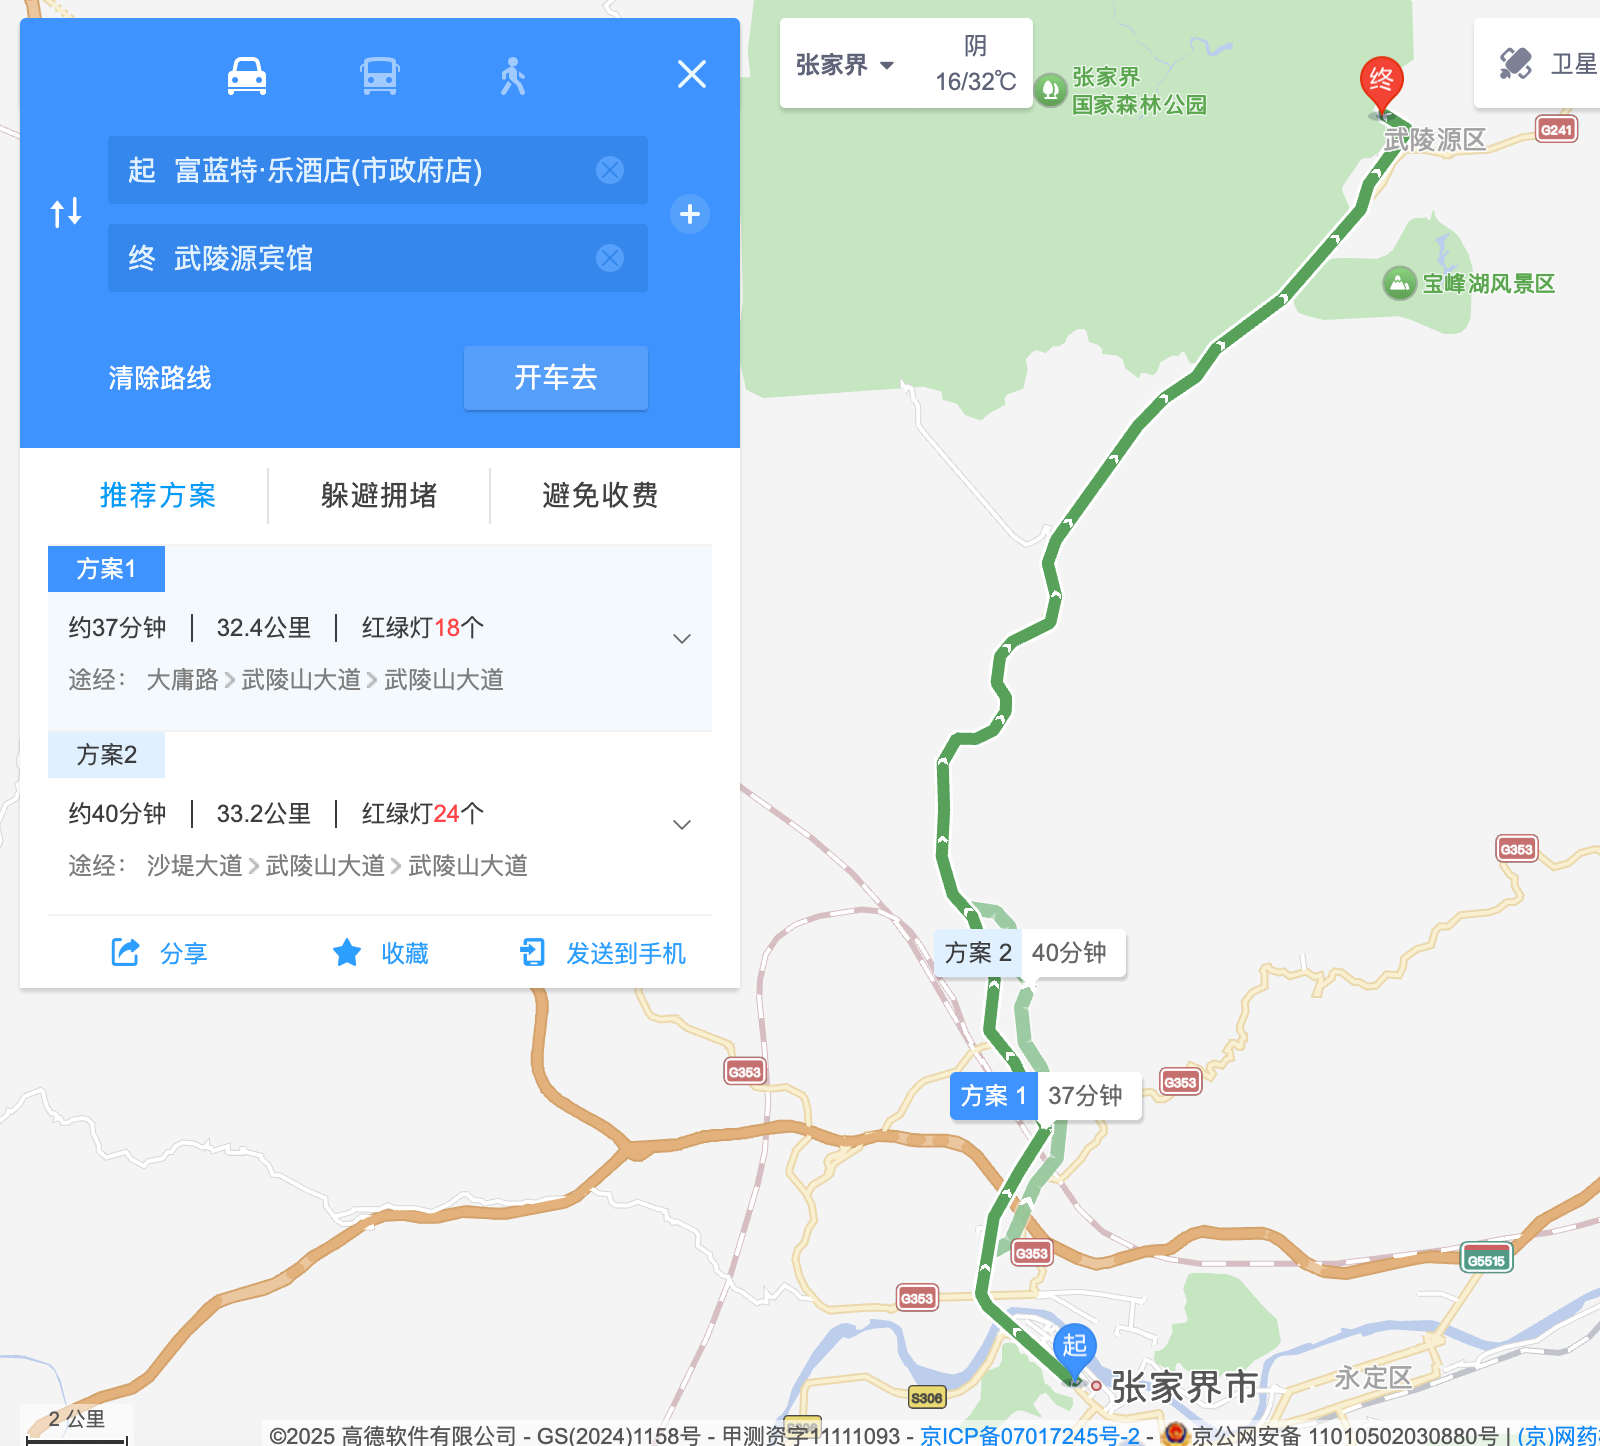 起 富蓝特·乐酒店(市政府店)
终 武陵源宾馆
清除路线
开车去
推荐方案
躲避拥堵
避免收费
方案1
约37分钟 | 32.4公里 | 红绿灯18个
途经： 大庸路 > 武陵山大道 > 武陵山大道
方案2
约40分钟 | 33.2公里 | 红绿灯24个
途经： 沙堤大道 > 武陵山大道 > 武陵山大道
分享
收藏
发送到手机
张家界
阴
16/32℃
卫星
张家界
国家森林公园
终
武陵源区
G241
宝峰湖风景区
G353
方案 2 40分钟
G353
G353
方案 1 37分钟
G353
G5515
G353
起
张家界市
永定区
S306
2 公里
©2025 高德软件有限公司 - GS(2024)1158号 - 甲测资字11111093 - 京ICP备07017245号-2 - 京公网安备 11010502030880号 | (京)网药